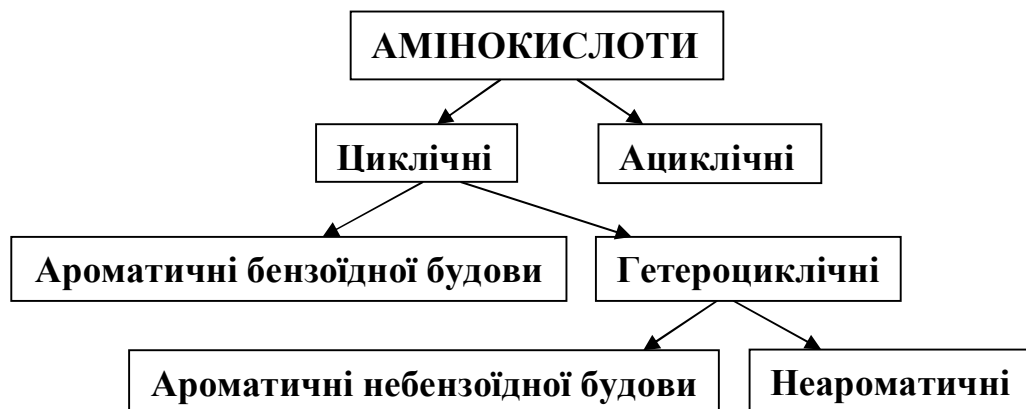 АМІНОКИСЛОТИ
Циклічні
Ациклічні
Ароматичні бензоїдної будови
Гетероциклічні
Ароматичні небензоїдної будови
Неароматичні